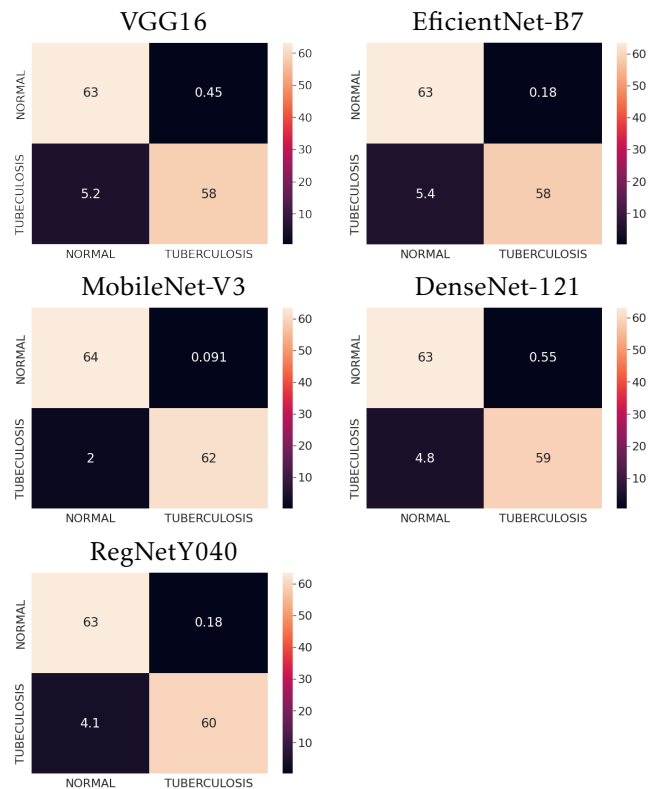 VGG16
NORMAL
TUBECULOSIS
63
0.45
5.2
58
NORMAL
TUBERCULOSIS
60
50
40
30
20
10
EficientNet-B7
NORMAL
TUBECULOSIS
63
0.18
5.4
58
NORMAL
TUBERCULOSIS
60
50
40
30
20
10
MobileNet-V3
NORMAL
TUBECULOSIS
64
0.091
2
62
NORMAL
TUBERCULOSIS
60
50
40
30
20
10
DenseNet-121
NORMAL
TUBECULOSIS
63
0.55
4.8
59
NORMAL
TUBERCULOSIS
60
50
40
30
20
10
RegNetY040
NORMAL
TUBECULOSIS
63
0.18
4.1
60
NORMAL
TUBERCULOSIS
60
50
40
30
20
10